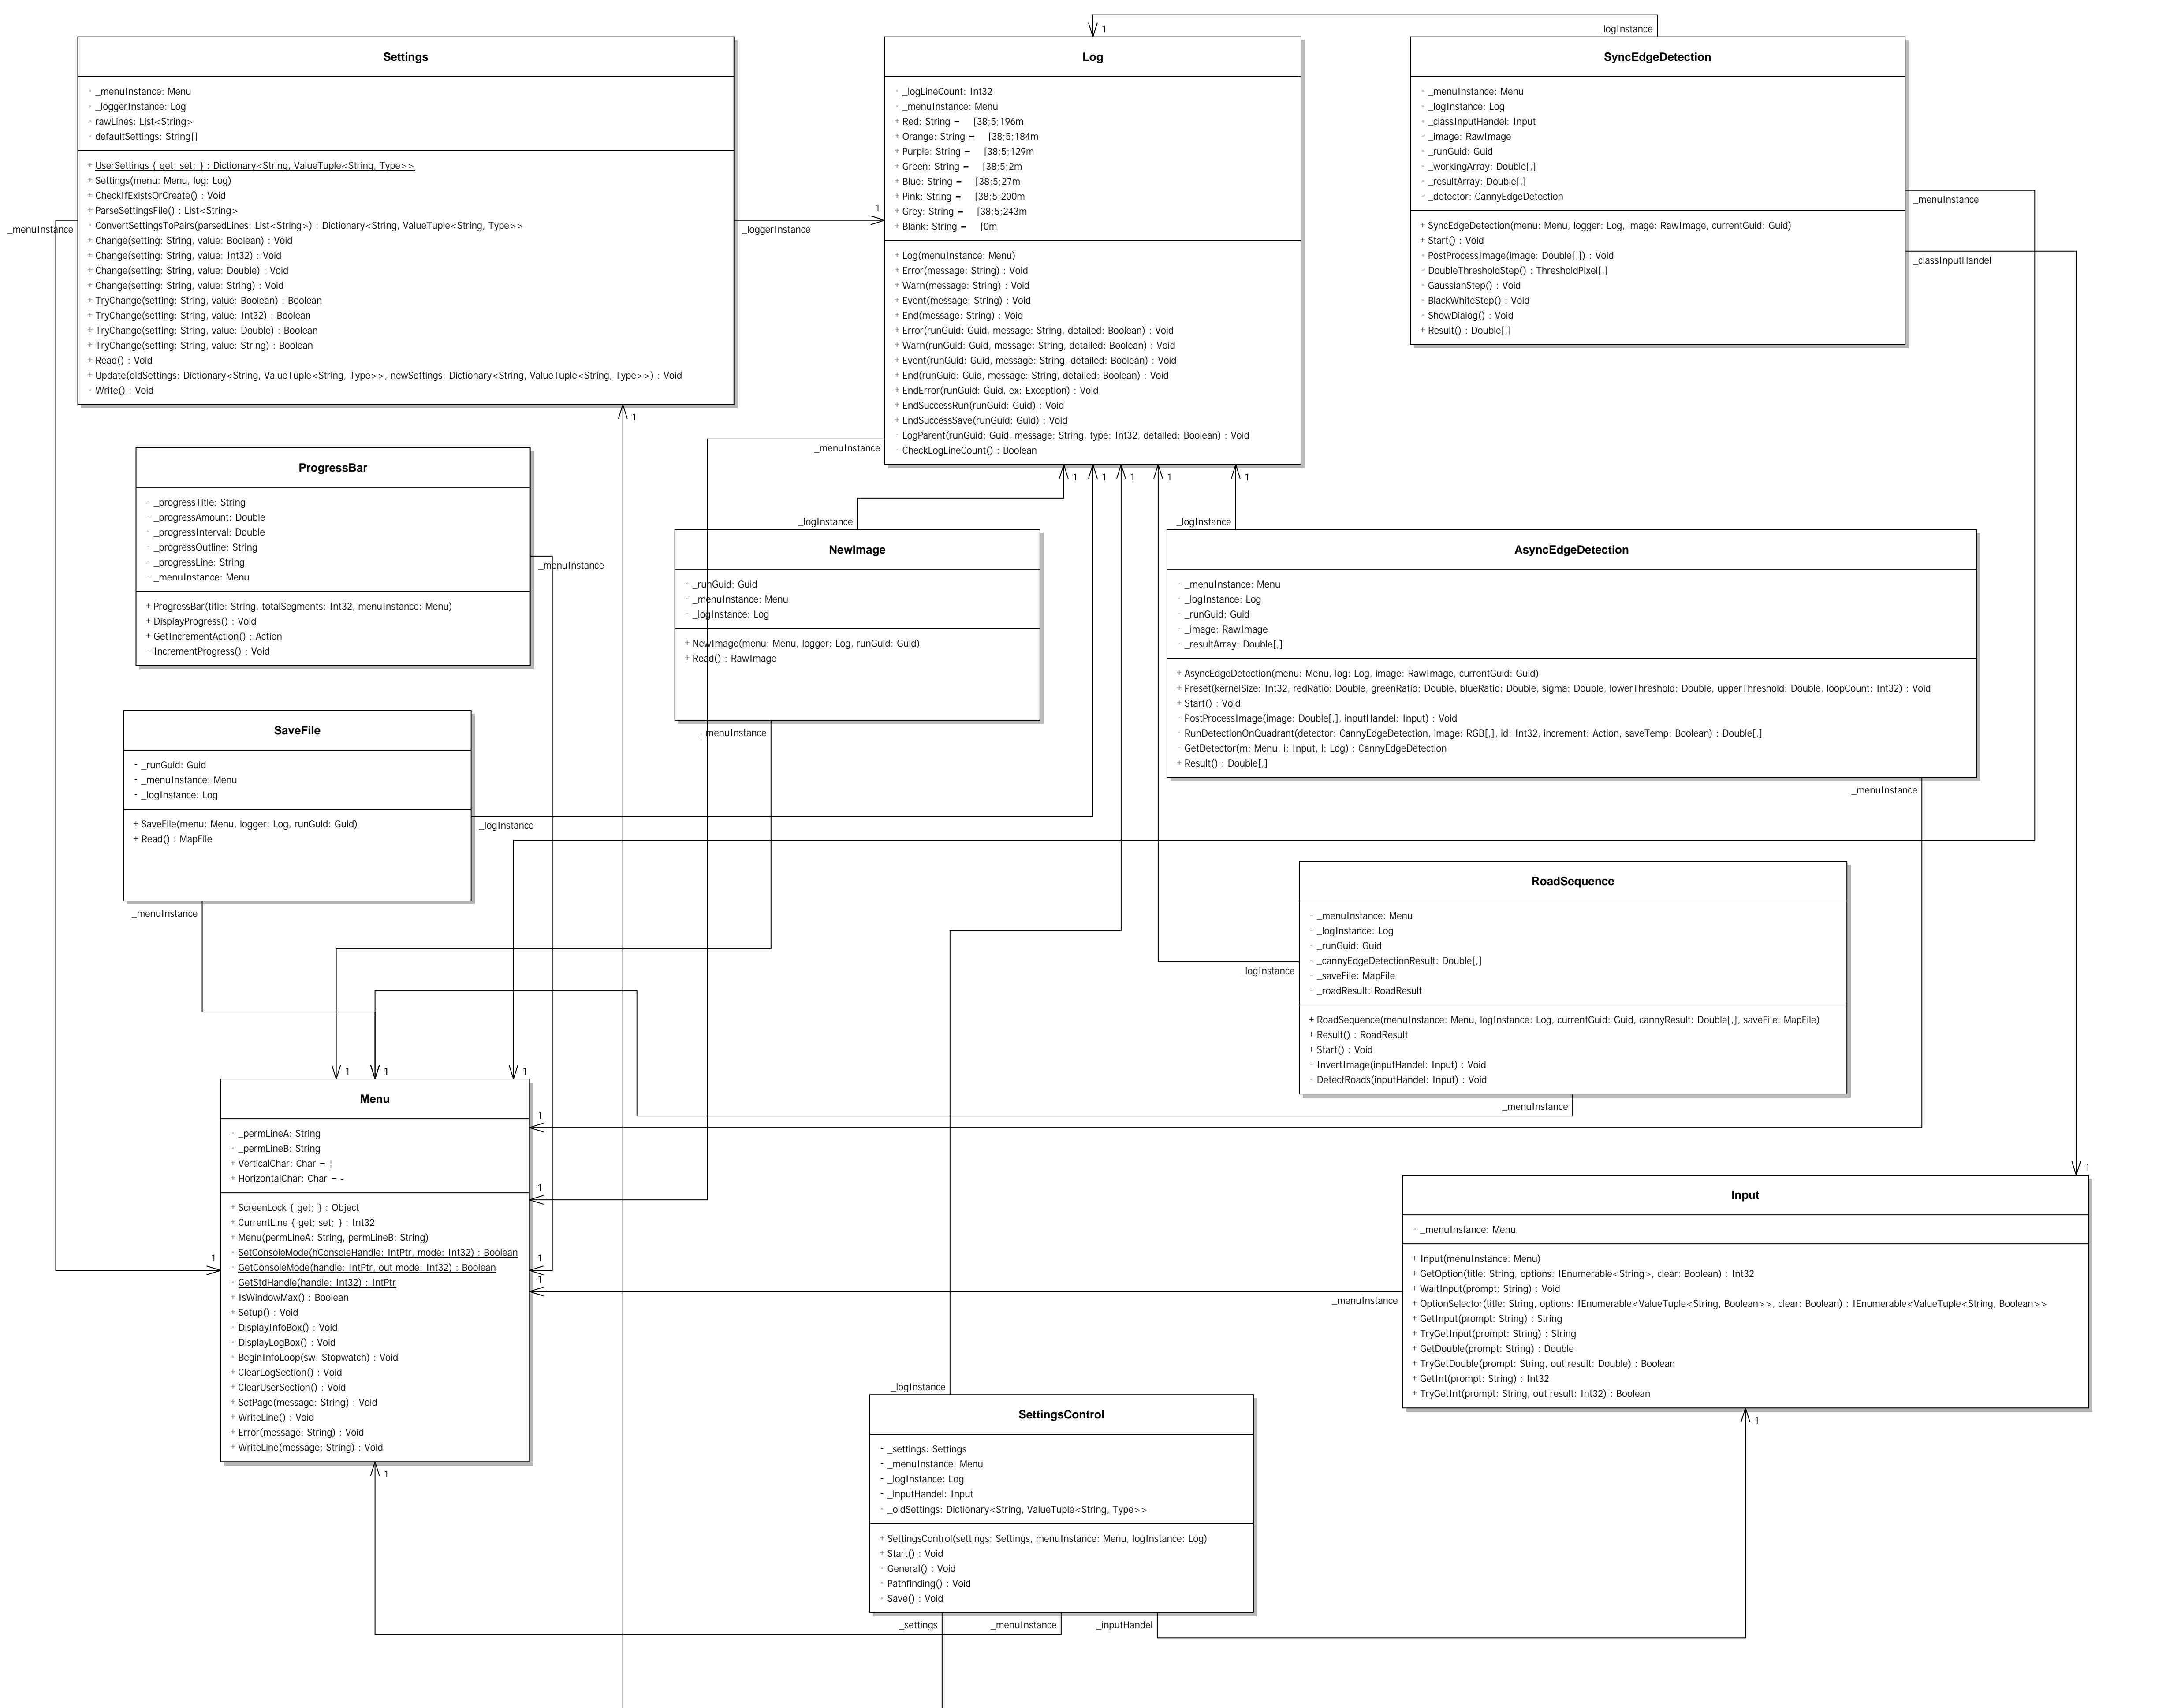 Settings
- _menuInstance: Menu
- _loggerInstance: Log
- rawLines: List<String>
- defaultSettings: String[]
+ UserSettings { get; set; } : Dictionary<String, ValueTuple<String, Type>>
+ Settings(menu: Menu, log: Log)
+ CheckIfExistsOrCreate() : Void
+ ParseSettingsFile() : List<String>
- ConvertSettingsToPairs(parsedLines: List<String>) : Dictionary<String, ValueTuple<String, Type>>
+ Change(setting: String, value: Boolean) : Void
+ Change(setting: String, value: Int32) : Void
+ Change(setting: String, value: Double) : Void
+ Change(setting: String, value: String) : Void
+ TryChange(setting: String, value: Boolean) : Boolean
+ TryChange(setting: String, value: Int32) : Boolean
+ TryChange(setting: String, value: Double) : Boolean
+ TryChange(setting: String, value: String) : Boolean
+ Read() : Void
+ Update(oldSettings: Dictionary<String, ValueTuple<String, Type>>, newSettings: Dictionary<String, ValueTuple<String, Type>>) : Void
- Write() : Void
_menuInstance
_loggerInstance
1
1
Log
- _logLineCount: Int32
- _menuInstance: Menu
+ Red: String = [38;5;196m
+ Orange: String = [38;5;184m
+ Purple: String = [38;5;129m
+ Green: String = [38;5;2m
+ Blue: String = [38;5;27m
+ Pink: String = [38;5;200m
+ Grey: String = [38;5;243m
+ Blank: String = [0m
+ Log(menuInstance: Menu)
+ Error(message: String) : Void
+ Warn(message: String) : Void
+ Event(message: String) : Void
+ End(message: String) : Void
+ Error(runGuid: Guid, message: String, detailed: Boolean) : Void
+ Warn(runGuid: Guid, message: String, detailed: Boolean) : Void
+ Event(runGuid: Guid, message: String, detailed: Boolean) : Void
+ End(runGuid: Guid, message: String, detailed: Boolean) : Void
+ EndError(runGuid: Guid, ex: Exception) : Void
+ EndSuccessRun(runGuid: Guid) : Void
+ EndSuccessSave(runGuid: Guid) : Void
- LogParent(runGuid: Guid, message: String, type: Int32, detailed: Boolean) : Void
- CheckLogLineCount() : Boolean
_menuInstance
1
1
1
1
1
1
_logInstance
SyncEdgeDetection
- _menuInstance: Menu
- _logInstance: Log
- _classInputHandel: Input
- _image: RawImage
- _runGuid: Guid
- _workingArray: Double[,]
- _resultArray: Double[,]
- _detector: CannyEdgeDetection
+ SyncEdgeDetection(menu: Menu, logger: Log, image: RawImage, currentGuid: Guid)
+ Start() : Void
- PostProcessImage(image: Double[,]) : Void
- DoubleThresholdStep() : ThresholdPixel[,]
- GaussianStep() : Void
- BlackWhiteStep() : Void
- ShowDialog() : Void
+ Result() : Double[,]
_menuInstance
_classInputHandel
ProgressBar
- _progressTitle: String
- _progressAmount: Double
- _progressInterval: Double
- _progressOutline: String
- _progressLine: String
- _menuInstance: Menu
+ ProgressBar(title: String, totalSegments: Int32, menuInstance: Menu)
+ DisplayProgress() : Void
+ GetIncrementAction() : Action
- IncrementProgress() : Void
_menuInstance
_logInstance
NewImage
- _runGuid: Guid
- _menuInstance: Menu
- _logInstance: Log
+ NewImage(menu: Menu, logger: Log, runGuid: Guid)
+ Read() : RawImage
_menuInstance
_logInstance
AsyncEdgeDetection
- _menuInstance: Menu
- _logInstance: Log
- _runGuid: Guid
- _image: RawImage
- _resultArray: Double[,]
+ AsyncEdgeDetection(menu: Menu, log: Log, image: RawImage, currentGuid: Guid)
+ Preset(kernelSize: Int32, redRatio: Double, greenRatio: Double, blueRatio: Double, sigma: Double, lowerThreshold: Double, upperThreshold: Double, loopCount: Int32) : Void
+ Start() : Void
- PostProcessImage(image: Double[,], inputHandel: Input) : Void
- RunDetectionOnQuadrant(detector: CannyEdgeDetection, image: RGB[,], id: Int32, increment: Action, saveTemp: Boolean) : Double[,]
- GetDetector(m: Menu, i: Input, l: Log) : CannyEdgeDetection
+ Result() : Double[,]
_menuInstance
SaveFile
- _runGuid: Guid
- _menuInstance: Menu
- _logInstance: Log
+ SaveFile(menu: Menu, logger: Log, runGuid: Guid)
+ Read() : MapFile
_logInstance
_menuInstance
RoadSequence
- _menuInstance: Menu
- _logInstance: Log
- _runGuid: Guid
- _cannyEdgeDetectionResult: Double[,]
- _saveFile: MapFile
- _roadResult: RoadResult
+ RoadSequence(menuInstance: Menu, logInstance: Log, currentGuid: Guid, cannyResult: Double[,], saveFile: MapFile)
+ Result() : RoadResult
+ Start() : Void
- InvertImage(inputHandel: Input) : Void
- DetectRoads(inputHandel: Input) : Void
_logInstance
_menuInstance
1
1
1
Menu
- _permLineA: String
- _permLineB: String
+ VerticalChar: Char = ¦
+ HorizontalChar: Char = -
+ ScreenLock { get; } : Object
+ CurrentLine { get; set; } : Int32
+ Menu(permLineA: String, permLineB: String)
- SetConsoleMode(hConsoleHandle: IntPtr, mode: Int32) : Boolean
- GetConsoleMode(handle: IntPtr, out mode: Int32) : Boolean
- GetStdHandle(handle: Int32) : IntPtr
+ IsWindowMax() : Boolean
+ Setup() : Void
- DisplayInfoBox() : Void
- DisplayLogBox() : Void
- BeginInfoLoop(sw: Stopwatch) : Void
+ ClearLogSection() : Void
+ ClearUserSection() : Void
+ SetPage(message: String) : Void
+ WriteLine() : Void
+ Error(message: String) : Void
+ WriteLine(message: String) : Void
1
1
1
1
1
1
1
Input
- _menuInstance: Menu
+ Input(menuInstance: Menu)
+ GetOption(title: String, options: IEnumerable<String>, clear: Boolean) : Int32
+ WaitInput(prompt: String) : Void
+ OptionSelector(title: String, options: IEnumerable<ValueTuple<String, Boolean>>, clear: Boolean) : IEnumerable<ValueTuple<String, Boolean>>
+ GetInput(prompt: String) : String
+ TryGetInput(prompt: String) : String
+ GetDouble(prompt: String) : Double
+ TryGetDouble(prompt: String, out result: Double) : Boolean
+ GetInt(prompt: String) : Int32
+ TryGetInt(prompt: String, out result: Int32) : Boolean
_menuInstance
1
_logInstance
SettingsControl
- _settings: Settings
- _menuInstance: Menu
- _logInstance: Log
- _inputHandel: Input
- _oldSettings: Dictionary<String, ValueTuple<String, Type>>
+ SettingsControl(settings: Settings, menuInstance: Menu, logInstance: Log)
+ Start() : Void
- General() : Void
- Pathfinding() : Void
- Save() : Void
_settings
_menuInstance
_inputHandel